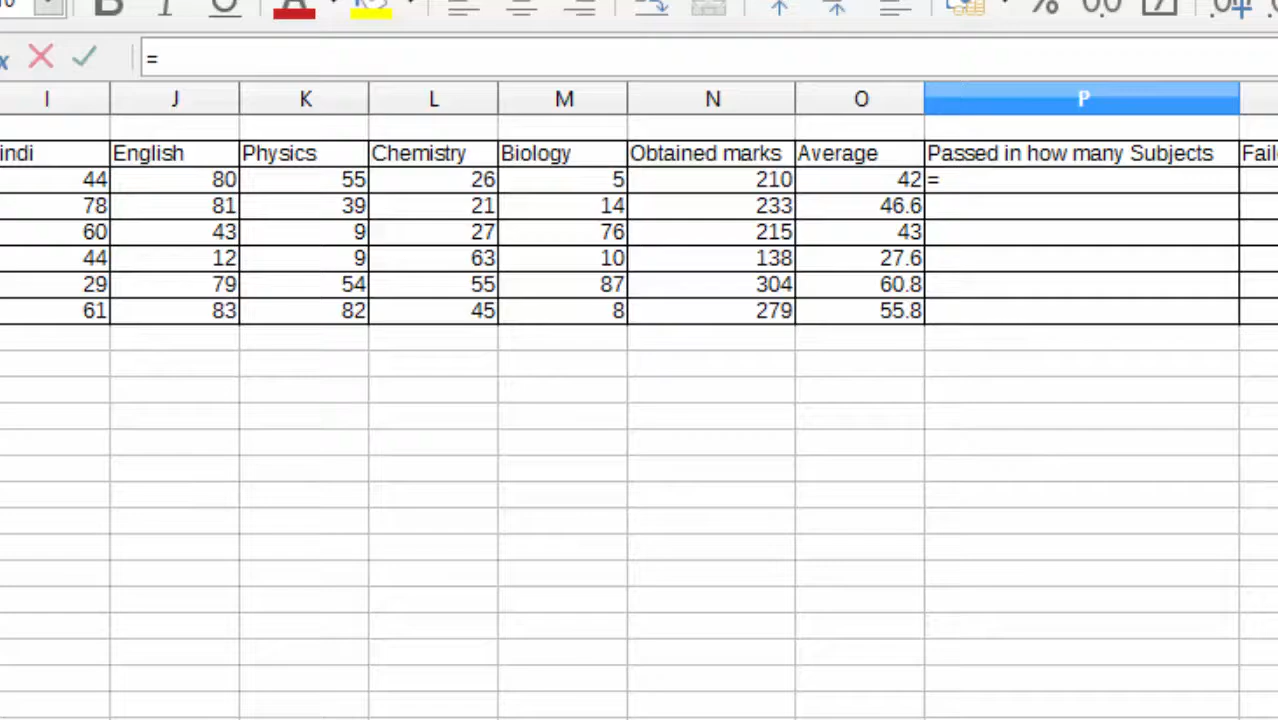 =
I J K L M N O P
indi English Physics Chemistry Biology Obtained marks Average Passed in how many Subjects Fail
44 80 55 26 5 210 42 =
78 81 39 21 14 233 46.6
60 43 9 27 76 215 43
44 12 9 63 10 138 27.6
29 79 54 55 87 304 60.8
61 83 82 45 8 279 55.8